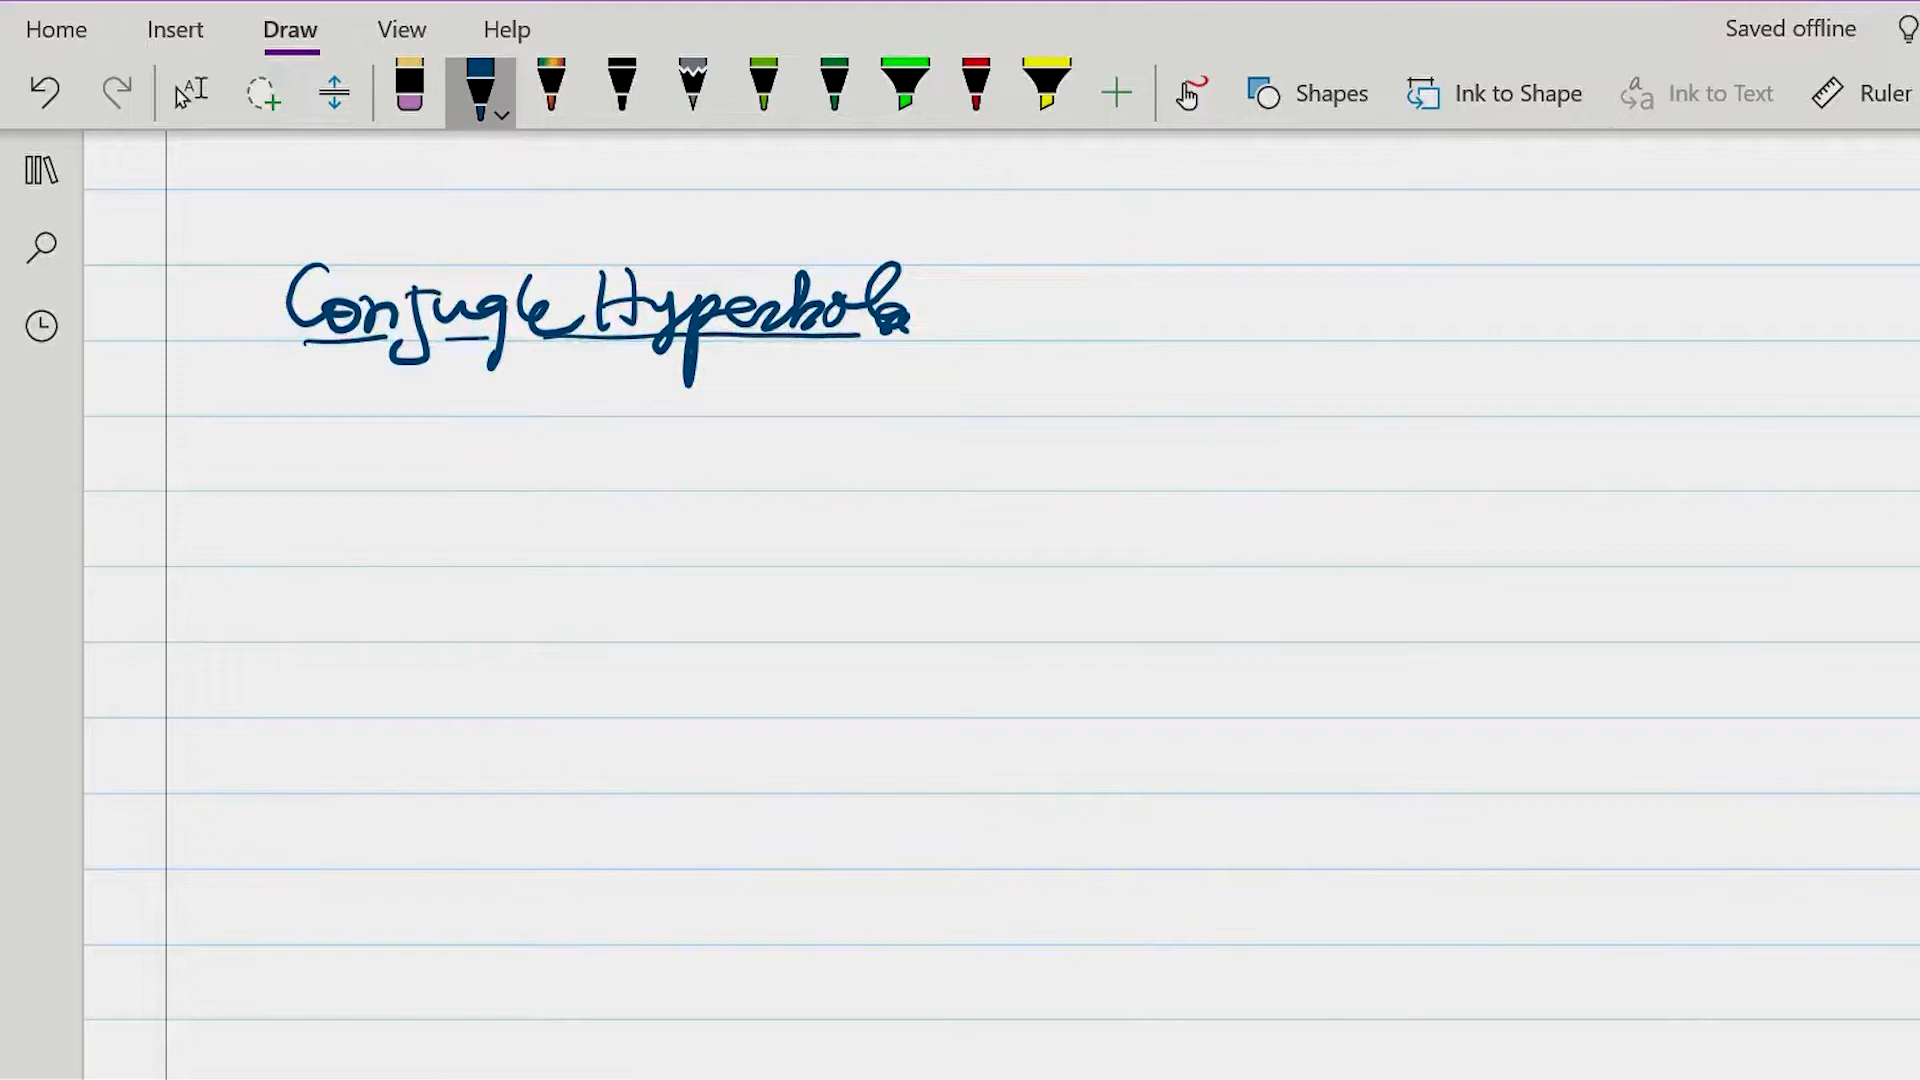 Home Insert Draw View Help Saved offline
Shapes Ink to Shape Ink to Text Ruler
Conjugate Hyperbola